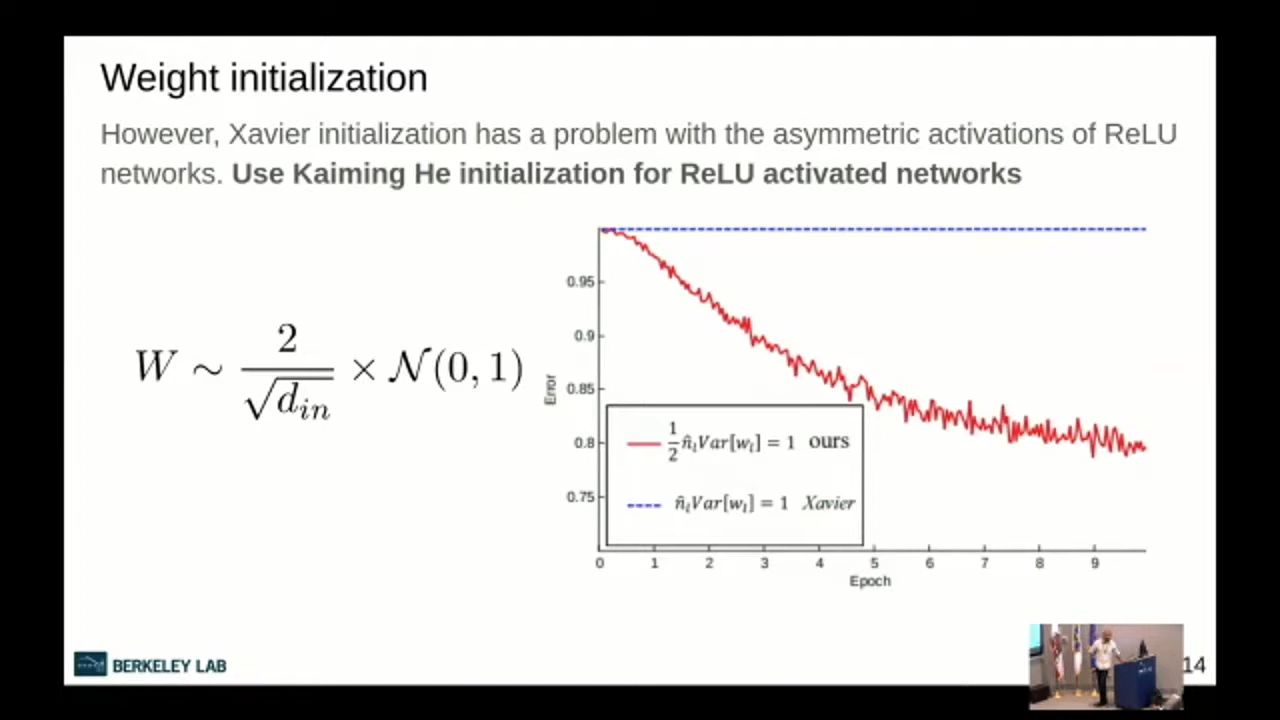 Weight initialization
However, Xavier initialization has a problem with the asymmetric activations of ReLU
networks. Use Kaiming He initialization for ReLU activated networks
W ∼ 2/√d_in × 𝒩(0, 1)
Error
0.95
0.9
0.85
0.8
0.75
1/2 n̂_l Var[w_l] = 1 ours
n̂_l Var[w_l] = 1 Xavier
0 1 2 3 4 5 6 7 8 9
Epoch
BERKELEY LAB
14